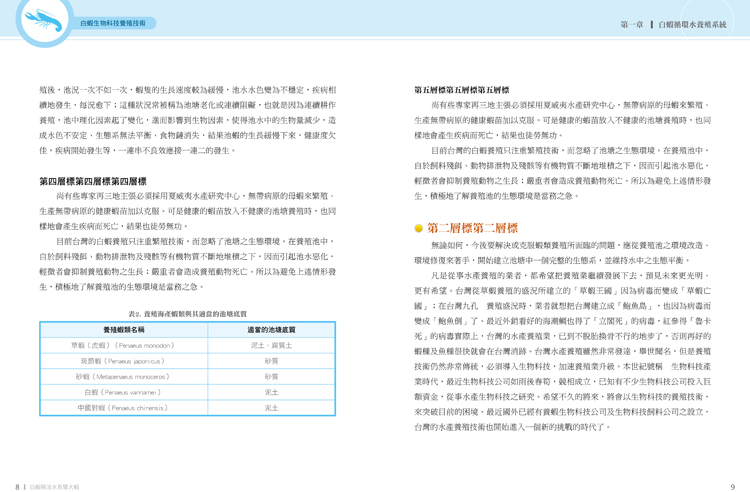 白蝦生物科技養殖技術
殖後，池況一次不如一次，蝦隻的生長速度較為緩慢，池水水色變為不穩定，疾病相
續地發生，每況愈下；這種狀況常被稱為池塘老化或連續阻礙，也就是因為連續耕作
養殖，池中理化因素起了變化，進而影響到生物因素，使得池水中的生物量減少，造
成水色不安定、生態系無法平衡、食物鏈消失，結果池蝦的生長緩慢下來，健康度欠
佳，疾病開始發生等，一連串不良效應接一連二的發生。
第四層標第四層標第四層標
尚有些專家再三地主張必須採用夏威夷水產研究中心，無帶病原的母蝦來繁殖，
生產無帶病原的健康蝦苗加以克服。可是健康的蝦苗放入不健康的池塘養殖時，也同
樣地會產生疾病而死亡，結果也徒勞無功。
目前台灣的白蝦養殖只注重繁殖技術，而忽略了池塘之生態環境，在養殖池中，
自於飼料殘餌、動物排泄物及殘骸等有機物質不斷地堆積之下，因而引起池水惡化，
輕微者會抑制養殖動物之生長；嚴重者會造成養殖動物死亡。所以為避免上述情形發
生，積極地了解養殖池的生態環境是當務之急。
表2. 養殖海產蝦類與其適當的池塘底質
養殖蝦類名稱 適當的池塘底質
草蝦（虎蝦）（Penaeus monodon） 泥土，腐質土
斑節蝦（Penaeus japonicus） 砂質
砂蝦（Metapenaeus monoceros） 砂質
白蝦（Penaeus vannamei） 泥土
中國對蝦（Penaeus chinensis） 泥土
8
第一章 白蝦循環水養殖系統
第五層標第五層標第五層標
尚有些專家再三地主張必須採用夏威夷水產研究中心，無帶病原的母蝦來繁殖，
生產無帶病原的健康蝦苗加以克服。可是健康的蝦苗放入不健康的池塘養殖時，也同
樣地會產生疾病而死亡，結果也徒勞無功。
目前台灣的白蝦養殖只注重繁殖技術，而忽略了池塘之生態環境，在養殖池中，
自於飼料殘餌、動物排泄物及殘骸等有機物質不斷地堆積之下，因而引起池水惡化，
輕微者會抑制養殖動物之生長；嚴重者會造成養殖動物死亡。所以為避免上述情形發
生，積極地了解養殖池的生態環境是當務之急。
第二層標第二層標
無論如何，今後要解決或克服蝦類養殖所面臨的問題，應從養殖池之環境改造、
環境修復來著手，開始建立池塘中一個完整的生態系，並維持水中之生態平衡。
凡是從事水產養殖的業者，都希望把養殖業繼續發展下去，預見未來更光明、
更有希望。台灣從草蝦養殖的盛況所建立的「草蝦王國」因為病毒而變成「草蝦亡
國」；在台灣九孔 養殖盛況時，業者就想把台灣建立成「鮑魚島」，也因為病毒而
變成「鮑魚倒」了。最近外銷看好的海鱺鯛也得了「立鬩死」的病毒，紅參得「魯卡
死」的病毒實際上，台灣的水產養殖業，已到不脫胎換骨不行的地步了，否則再好的
蝦種及魚種很快就會在台灣消跡。台灣水產養殖雖然非常發達，舉世聞名，但是養殖
技術仍然非常傳統，必須導入生物科技，加速養殖業升級。本世紀號稱 生物科技產
業時代，最近生物科技公司如雨後春筍，競相成立，已知有不少生物科技公司投入巨
額資金，從事水產生物科技之研究。希望不久的將來，將會以生物科技的養殖技術，
來突破目前的困境。最近國外已經有養蝦生物科技公司及生物科技飼料公司之設立，
台灣的水產養殖技術也開始進入一個新的挑戰的時代了。
9